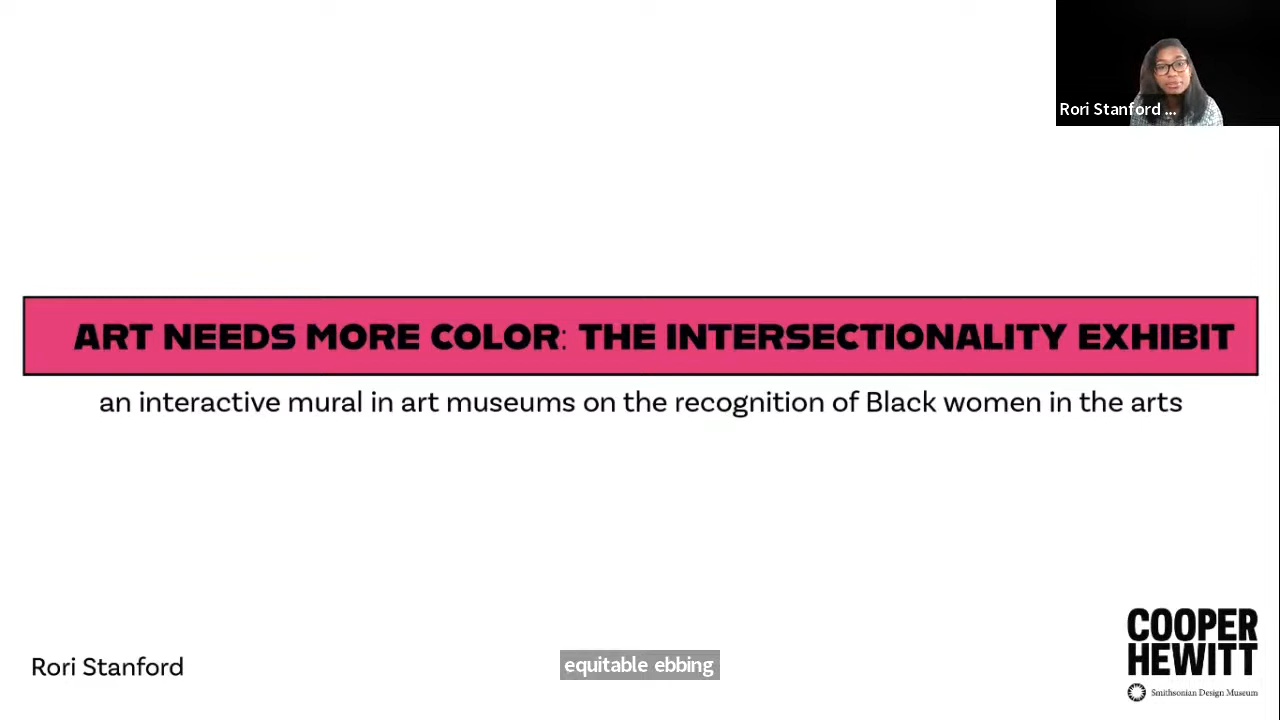 Rori Stanford ...
ART NEEDS MORE COLOR: THE INTERSECTIONALITY EXHIBIT
an interactive mural in art museums on the recognition of Black women in the arts
Rori Stanford
equitable ebbing
COOPER
HEWITT
Smithsonian Design Museum